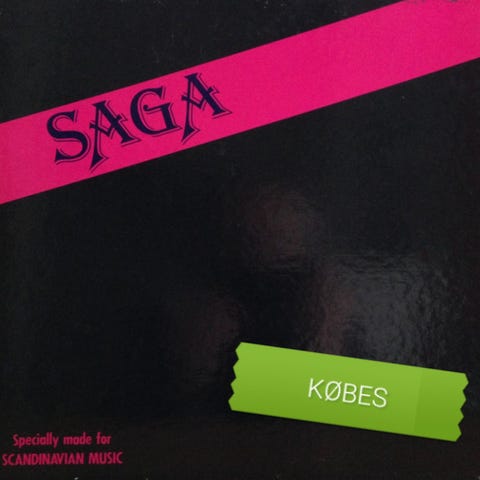 SAGA
KØBES
Specially made for
SCANDINAVIAN MUSIC